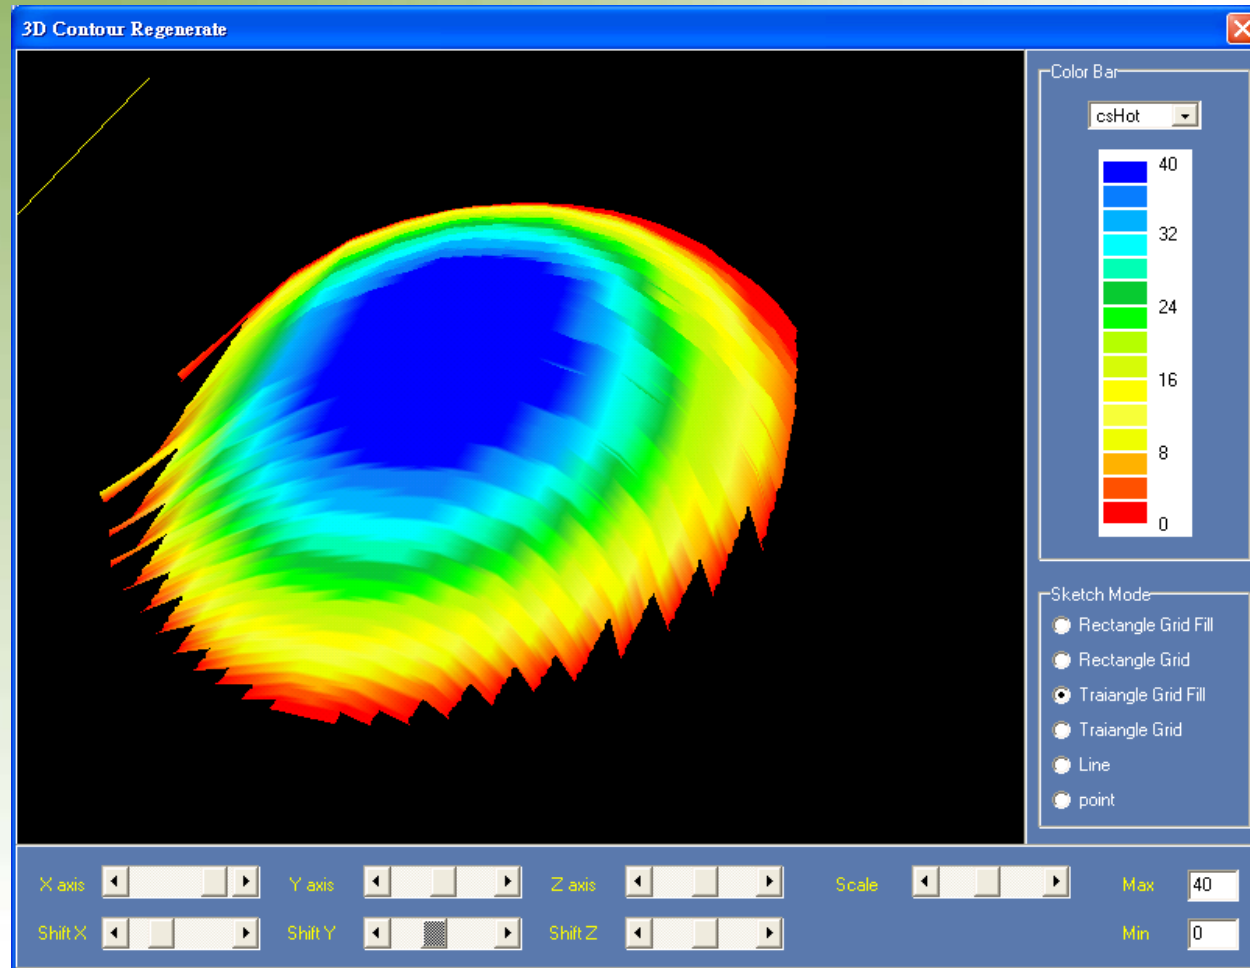 3D Contour Regenerate
Color Bar
csHot
40
32
24
16
8
0
Sketch Mode
Rectangle Grid Fill
Rectangle Grid
Traiangle Grid Fill
Traiangle Grid
Line
point
X axis
Y axis
Z axis
Scale
Max
40
Shift X
Shift Y
Shift Z
Min
0